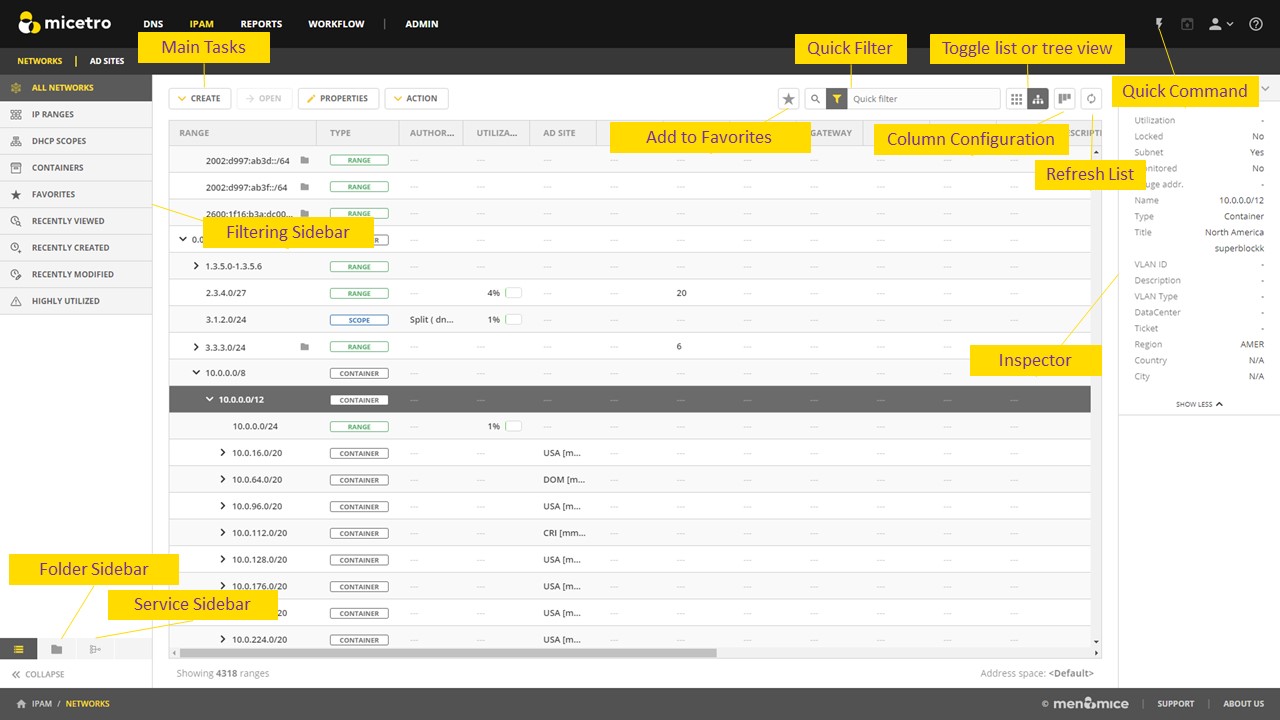 micetro DNS IPAM REPORTS WORKFLOW ADMIN
Main Tasks
Quick Filter
Toggle list or tree view
NETWORKS AD SITES
Quick Command
ALL NETWORKS
IP RANGES
DHCP SCOPES
CONTAINERS
FAVORITES
RECENTLY VIEWED
RECENTLY CREATED
RECENTLY MODIFIED
HIGHLY UTILIZED
Filtering Sidebar
Folder Sidebar
Service Sidebar
COLLAPSE
CREATE OPEN PROPERTIES ACTION
Quick filter
Add to Favorites
Column Configuration
Refresh List
RANGE TYPE AUTHOR... UTILIZA... AD SITE GATEWAY
2002:d997:ab3d::/64 RANGE --- --- --- --- --- --- --- --- --- ---
2002:d997:ab3f::/64 RANGE --- --- --- --- --- --- --- --- --- ---
2600:1f16:b3a:dc00... RANGE --- --- --- --- --- --- --- --- --- ---
1.3.5.0-1.3.5.6 RANGE --- --- --- --- --- --- --- --- --- ---
2.3.4.0/27 RANGE --- 4% --- --- 20 --- --- --- --- ---
3.1.2.0/24 SCOPE Split ( dn... 1% --- --- --- --- --- --- --- ---
3.3.3.0/24 RANGE --- --- --- --- 6 --- --- --- ---
10.0.0.0/8 CONTAINER --- --- --- --- --- --- --- --- --- ---
10.0.0.0/12 CONTAINER --- --- --- --- --- --- --- --- --- ---
10.0.0.0/24 RANGE --- 1% --- --- --- --- --- --- --- ---
10.0.16.0/20 CONTAINER --- --- USA [m... --- --- --- --- --- --- ---
10.0.64.0/20 CONTAINER --- --- DOM [m... --- --- --- --- --- --- ---
10.0.96.0/20 CONTAINER --- --- USA [m... --- --- --- --- --- --- ---
10.0.112.0/20 CONTAINER --- --- CRI [mm... --- --- --- --- --- --- ---
10.0.128.0/20 CONTAINER --- --- USA [m... --- --- --- --- --- --- ---
10.0.176.0/20 CONTAINER --- --- USA [m... --- --- --- --- --- --- ---
CONTAINER --- --- USA [m... --- --- --- --- --- --- ---
10.0.224.0/20 CONTAINER --- --- USA [m... --- --- --- --- --- --- ---
Showing 4318 ranges
Address space: <Default>
Utilization -
Locked No
Subnet Yes
No
-
Name 10.0.0.0/12
Type Container
Title North America
superblockk
VLAN ID -
Description -
VLAN Type -
DataCenter -
Ticket -
Region AMER
Country N/A
City N/A
Inspector
SHOW LESS
IPAM / NETWORKS
© men&mice SUPPORT ABOUT US